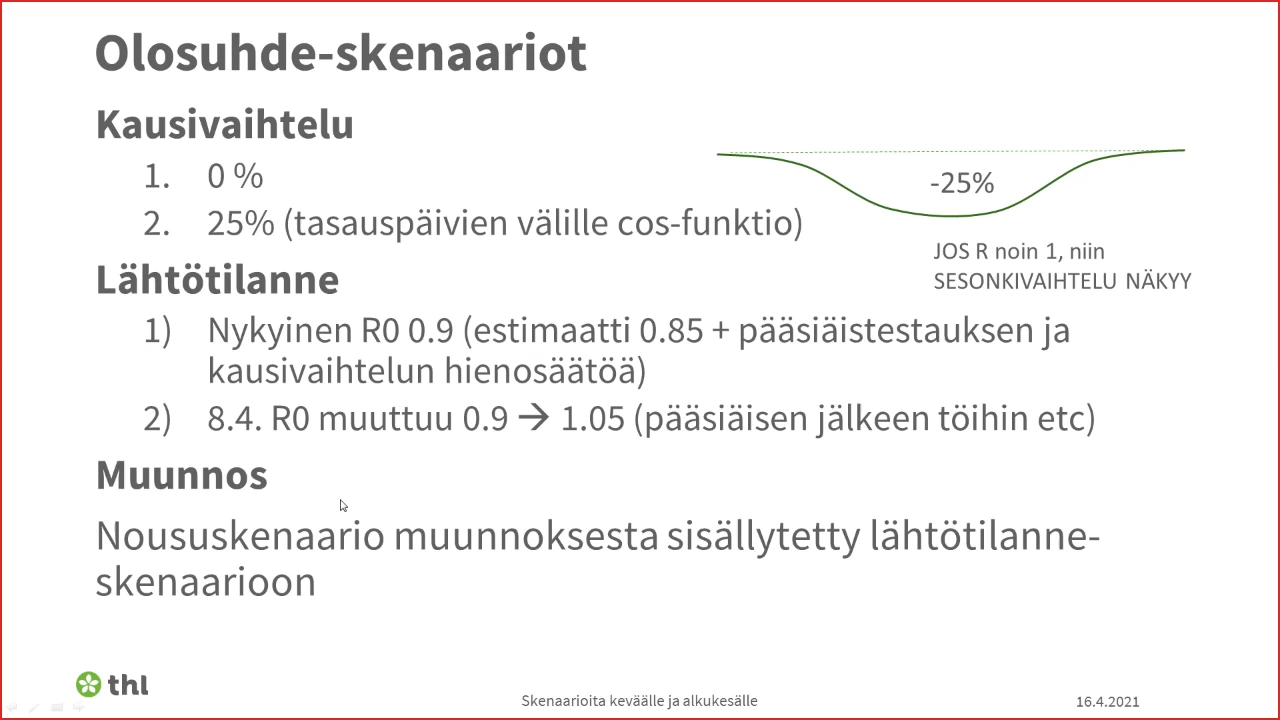 Olosuhde-skenaariot
Kausivaihtelu
1. 0 %
2. 25% (tasauspäivien välille cos-funktio)
-25%
JOS R noin 1, niin
SESONKIVAIHTELU NÄKYY
Lähtötilanne
1) Nykyinen R0 0.9 (estimaatti 0.85 + pääsiäistestauksen ja
kausivaihtelun hienosäätöä)
2) 8.4. R0 muuttuu 0.9 → 1.05 (pääsiäisen jälkeen töihin etc)
Muunnos
Noususkenaario muunnoksesta sisällytetty lähtötilanne-
skenaarioon
thl
Skenaarioita keväälle ja alkukesälle
16.4.2021